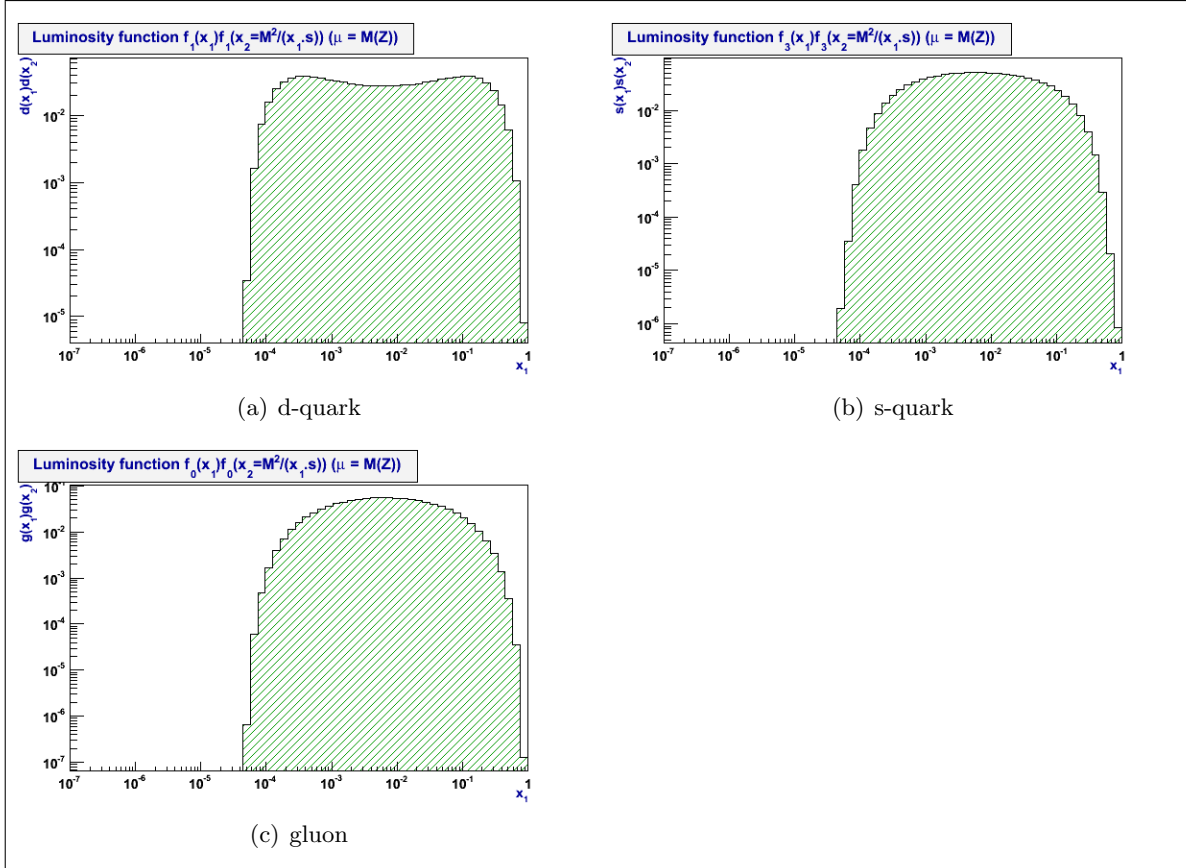 Luminosity function f₁(x₁)f₁(x₂=M²/(x₁.s)) (μ = M(Z))
d(x₁)d(x₂)
10⁻²
10⁻³
10⁻⁴
10⁻⁵
10⁻⁷ 10⁻⁶ 10⁻⁵ 10⁻⁴ 10⁻³ 10⁻² 10⁻¹ 1
x₁
(a) d-quark
Luminosity function f₃(x₁)f₃(x₂=M²/(x₁.s)) (μ = M(Z))
s(x₁)s(x₂)
10⁻²
10⁻³
10⁻⁴
10⁻⁵
10⁻⁶
10⁻⁷ 10⁻⁶ 10⁻⁵ 10⁻⁴ 10⁻³ 10⁻² 10⁻¹ 1
x₁
(b) s-quark
Luminosity function f₀(x₁)f₀(x₂=M²/(x₁.s)) (μ = M(Z))
g(x₁)g(x₂)
10⁻¹
10⁻²
10⁻³
10⁻⁴
10⁻⁵
10⁻⁶
10⁻⁷
10⁻⁷ 10⁻⁶ 10⁻⁵ 10⁻⁴ 10⁻³ 10⁻² 10⁻¹ 1
x₁
(c) gluon